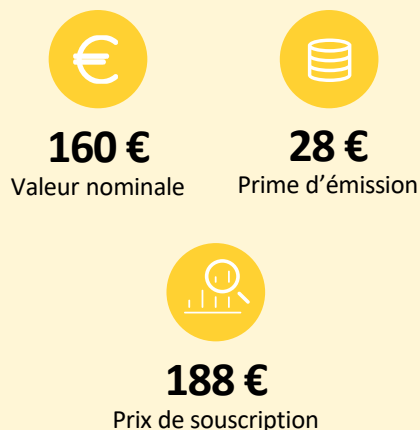 160 €
Valeur nominale
28 €
Prime d’émission
188 €
Prix de souscription